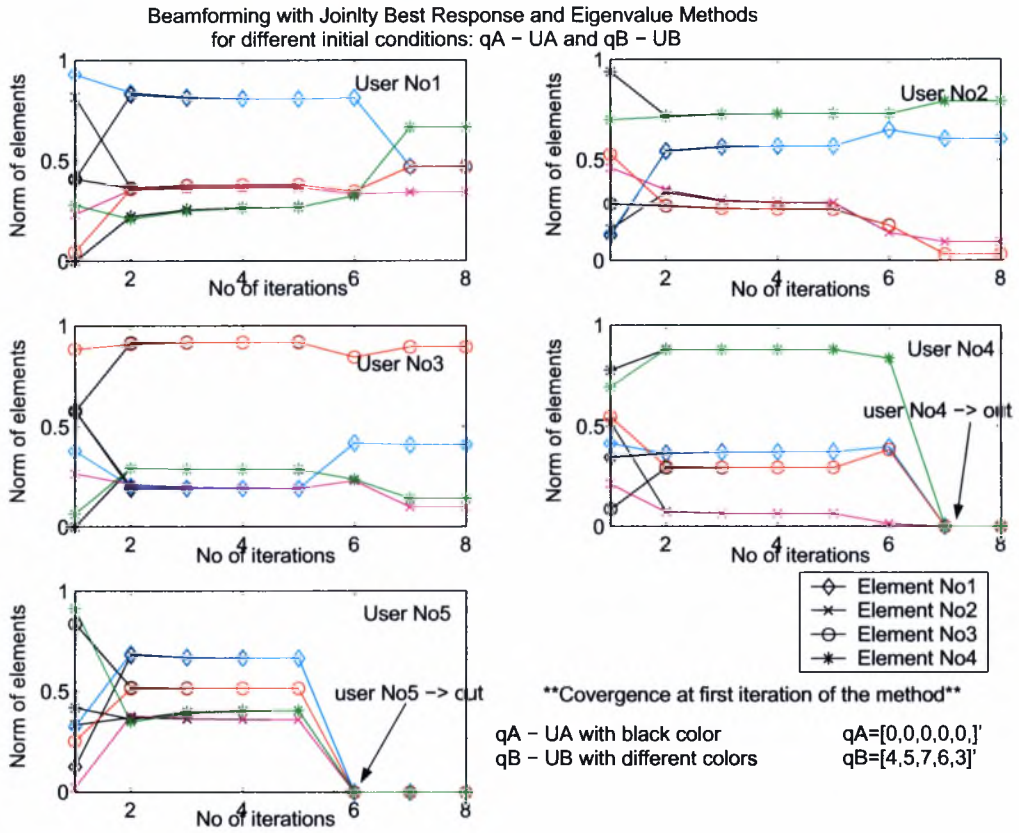 Beamforming with Joinlty Best Response and Eigenvalue Methods
for different initial conditions: qA − UA and qB − UB
1
0.5
0
Norm of elements
User No1
2
4
6
8
No of iterations
1
0.5
0
Norm of elements
User No2
2
4
6
8
No of iterations
1
0.5
0
Norm of elements
User No3
2
4
6
8
No of iterations
1
0.5
0
Norm of elements
User No4
user No4 −> out
2
4
6
8
No of iterations
1
0.5
0
Norm of elements
User No5
user No5 −> out
2
4
6
8
No of iterations
Element No1
Element No2
Element No3
Element No4
**Covergence at first iteration of the method**
qA − UA with black color qA=[0,0,0,0,0,]'
qB − UB with different colors qB=[4,5,7,6,3]'